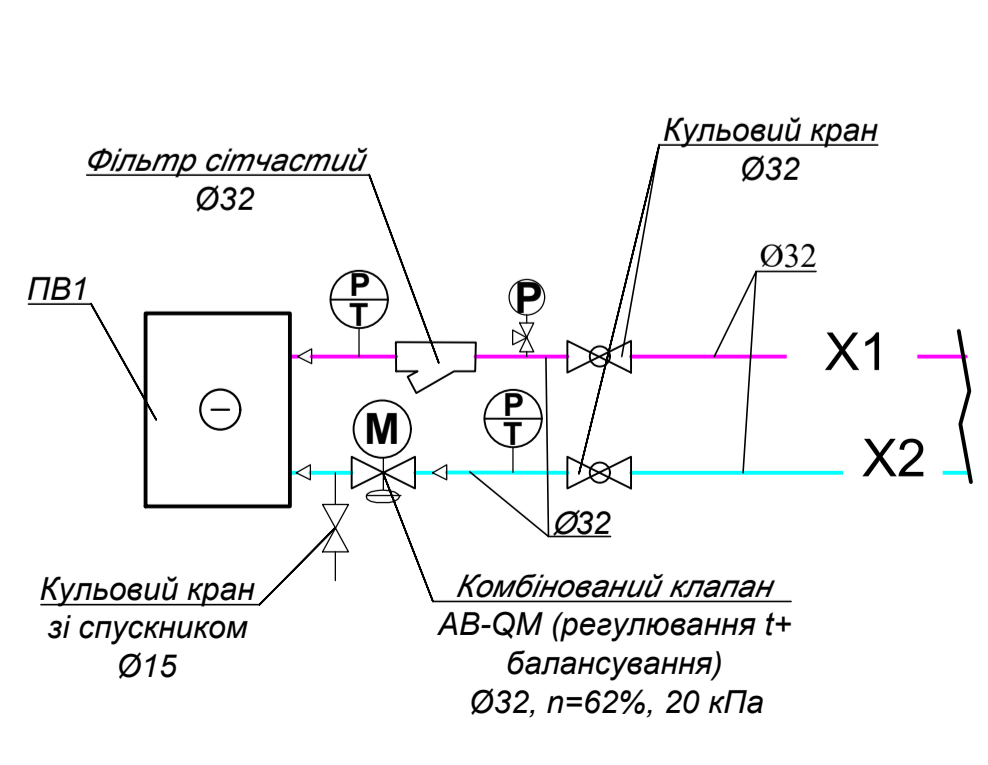 Кульовий кран
Ø32
Фільтр сітчастий
Ø32
Ø32
ПВ1
P
T
P
X1
P
T
M
X2
Ø32
Кульовий кран
зі спускником
Ø15
Комбінований клапан
AB-QM (регулювання t+
балансування)
Ø32, n=62%, 20 кПа